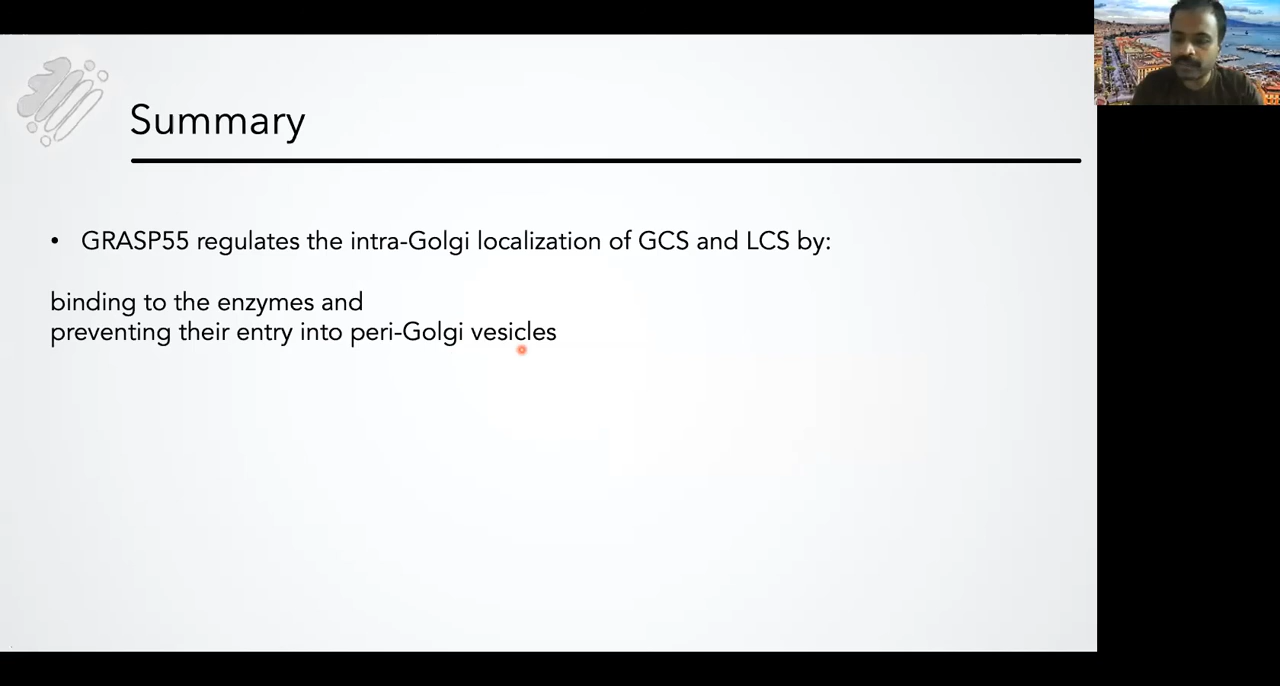 Summary
• GRASP55 regulates the intra-Golgi localization of GCS and LCS by:
binding to the enzymes and
preventing their entry into peri-Golgi vesicles